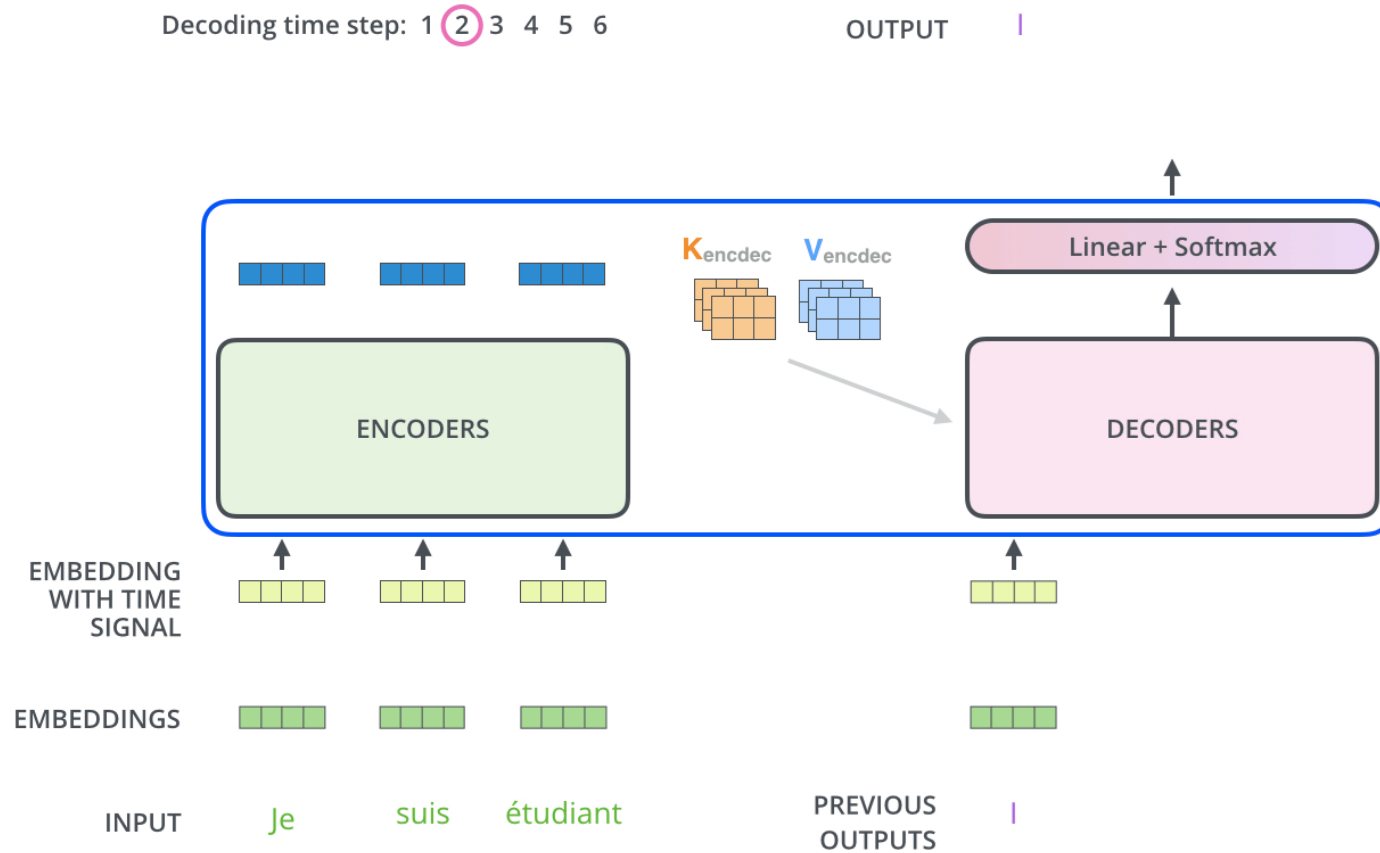 Decoding time step: 1 2 3 4 5 6
OUTPUT I
Kencdec Vencdec
Linear + Softmax
ENCODERS
DECODERS
EMBEDDING
WITH TIME
SIGNAL
EMBEDDINGS
INPUT Je suis étudiant
PREVIOUS
OUTPUTS
I